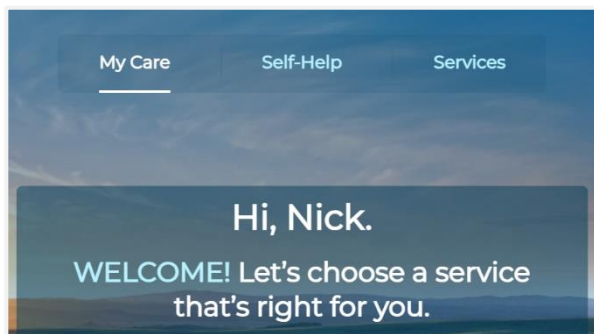 My Care Self-Help Services
Hi, Nick.
WELCOME! Let's choose a service
that's right for you.